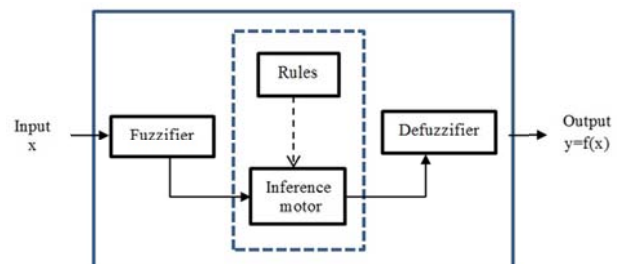 Input
x
Fuzzifier
Rules
Inference
motor
Defuzzifier
Output
y=f(x)